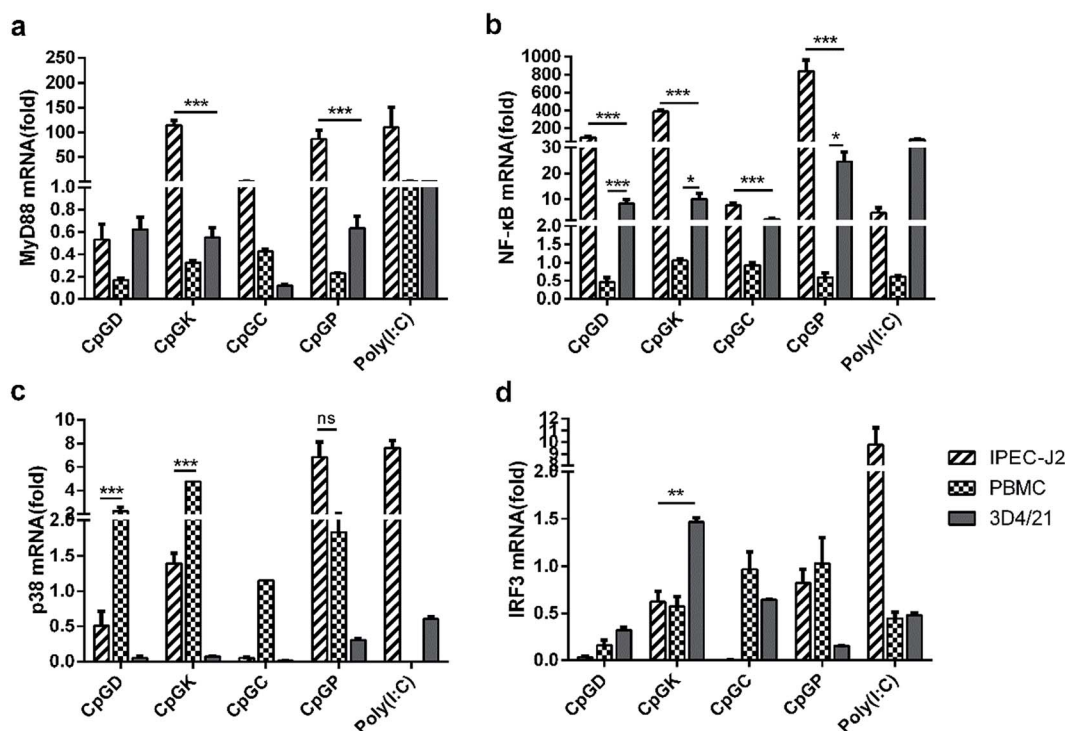 a
MyD88 mRNA(fold)
250
200
150
100
50
1.0
0.8
0.6
0.4
0.2
0.0
***
***
CpGD
CpGK
CpGC
CpGP
Poly(I:C)
b
NF-κB mRNA(fold)
1000
800
600
400
200
30
20
10
2.0
1.5
1.0
0.5
0.0
***
***
***
*
***
***
*
CpGD
CpGK
CpGC
CpGP
Poly(I:C)
c
p38 mRNA(fold)
10
8
6
4
2
2.0
1.5
1.0
0.5
0.0
***
***
ns
CpGD
CpGK
CpGC
CpGP
Poly(I:C)
d
IRF3 mRNA(fold)
12
11
10
9
8
2.0
1.5
1.0
0.5
0.0
**
CpGD
CpGK
CpGC
CpGP
Poly(I:C)
IPEC-J2
PBMC
3D4/21